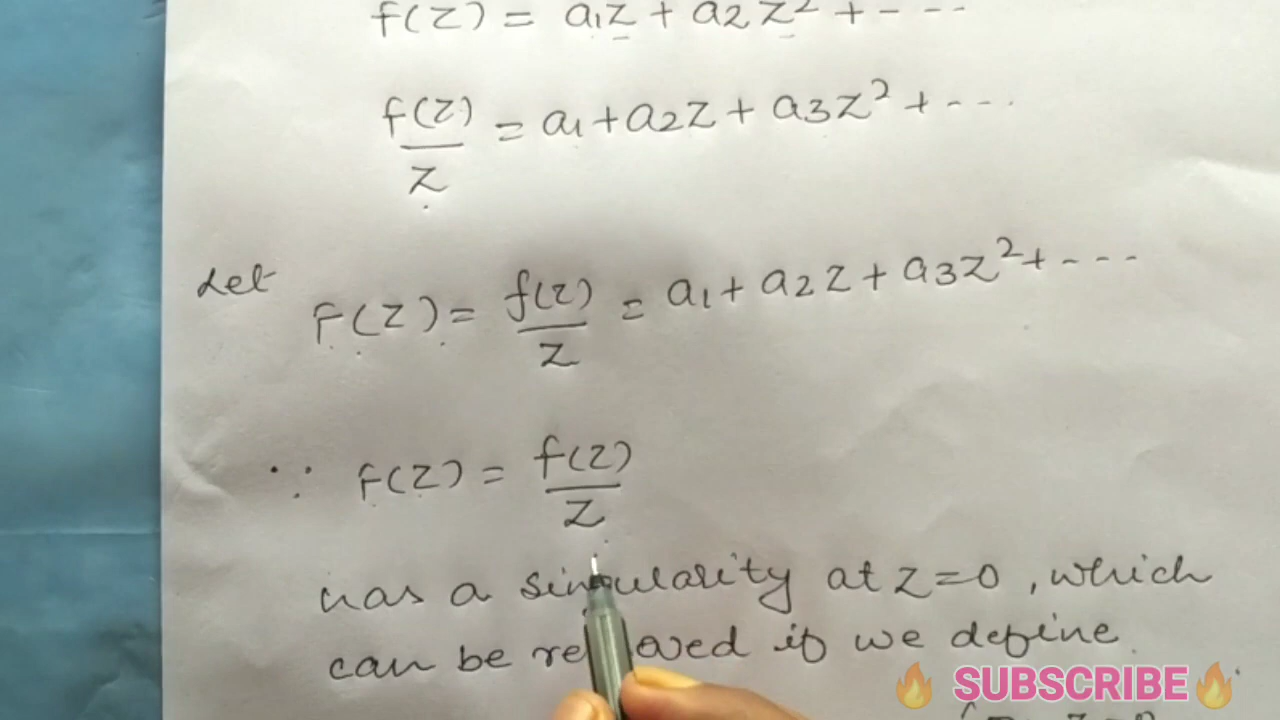 f(z) = a₁z + a₂z² + - - -
f(z)/z = a₁ + a₂z + a₃z² + - - -
Let F(z) = f(z)/z = a₁ + a₂z + a₃z² + - - -
∵ F(z) = f(z)/z
has a singularity at z=0, which
can be removed if we define
🔥 SUBSCRIBE 🔥